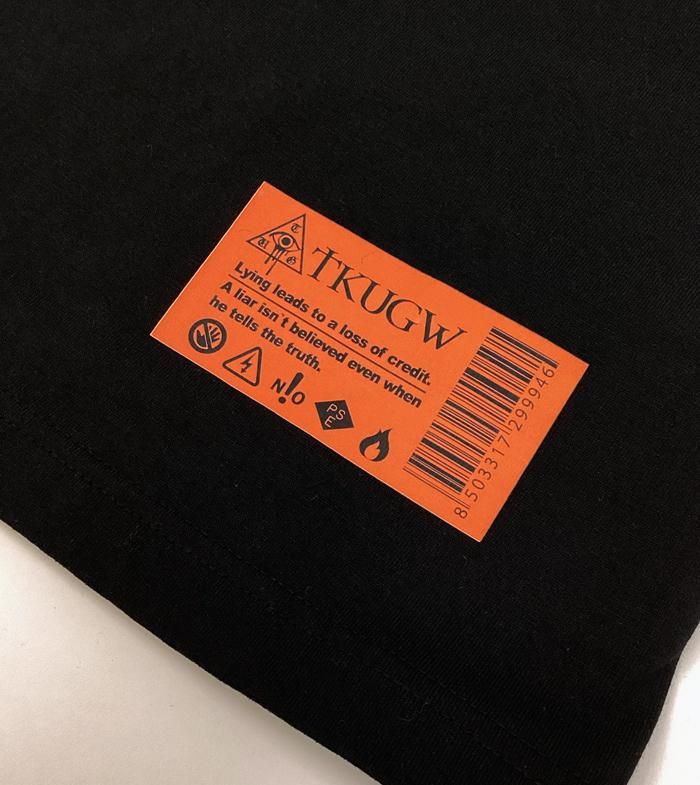 T
U G
TKUGW
Lying leads to a loss of credit.
A liar isn't believed even when
he tells the truth.
N!O
PSE
8 503317 299946